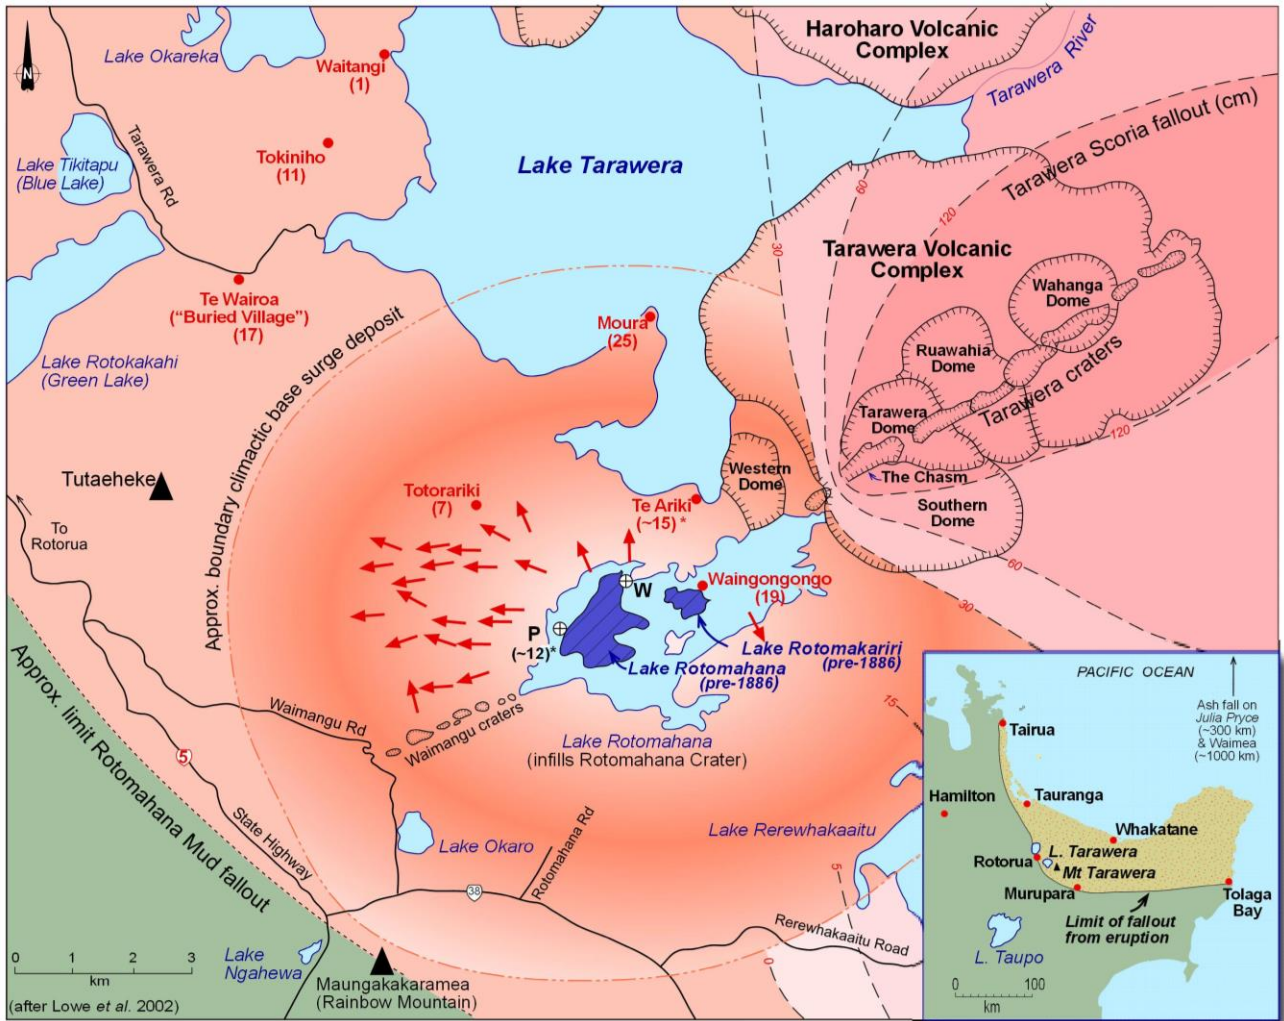 Haroharo Volcanic
Complex
Tarawera River
Lake Okareka
Waitangi
(1)
N
Tarawera Scoria fallout (cm)
Tokiniho
(11)
Lake Tikitapu
(Blue Lake)
Tarawera Rd
Lake Tarawera
60
120
30
Tarawera Volcanic
Complex
Te Wairoa
("Buried Village")
(17)
Wahanga
Dome
Moura
(25)
Lake Rotokakahi
(Green Lake)
Ruawahia
Dome
Tarawera craters
Approx. boundary climactic base surge deposit
Tarawera
Dome
120
Western
Dome
The Chasm
Tutaeheke
Totorariki
(7)
Te Ariki
(~15) *
Southern
Dome
To
Rotorua
60
Waingongongo
(19)
W
30
P
(~12)*
Lake Rotomakariri
(pre-1886)
Lake Rotomahana
(pre-1886)
15
Waimangu Rd
Waimangu craters
Lake Rotomahana
(infills Rotomahana Crater)
5
Approx. limit Rotomahana Mud fallout
State Highway
Lake Okaro
Rotomahana Rd
Lake Rerewhakaaitu
5
38
Rerewhakaaitu Road
0
Lake
Ngahewa
Maungakakaramea
(Rainbow Mountain)
0 1 2 3
km
(after Lowe et al. 2002)
PACIFIC OCEAN
Ash fall on
Julia Pryce
(~300 km)
& Waimea
(~1000 km)
Tairua
Hamilton
Tauranga
Whakatane
Rotorua
L. Tarawera
Mt Tarawera
Murupara
Tolaga
Bay
Limit of fallout
from eruption
L. Taupo
0 100
km